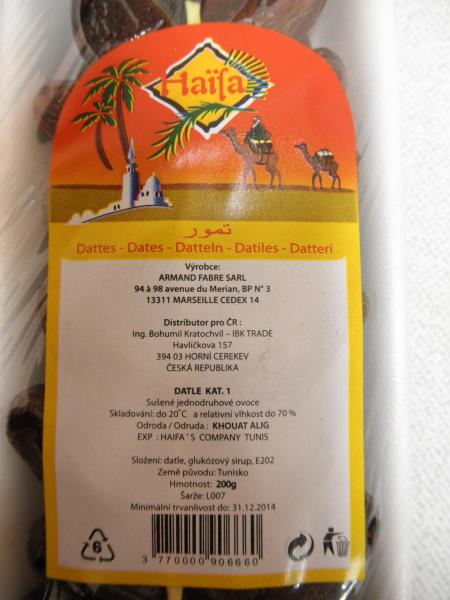 Haïfa
تمور
Dattes - Dates - Datteln - Datiles - Datteri
Výrobce:
ARMAND FABRE SARL
94 à 98 avenue du Merian, BP N° 3
13311 MARSEILLE CEDEX 14
Distributor pro ČR :
Ing. Bohumil Kratochvíl – IBK TRADE
Havlíčkova 157
394 03 HORNÍ CEREKEV
ČESKÁ REPUBLIKA
DATLE KAT. 1
Sušené jednodruhové ovoce
Skladování: do 20°C a relativní vlhkost do 70 %
Odroda / Odruda : KHOUAT ALIG
EXP : HAIFA'S COMPANY TUNIS
Složení: datle, glukózový sirup, E202
Země původu: Tunisko
Hmotnost: 200g
Šarže: L007
Minimální trvanlivost do: 31.12.2014
6
3 770000 906660